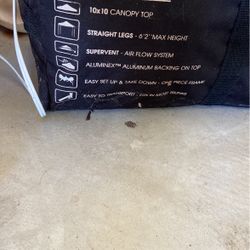 10x10 CANOPY TOP
STRAIGHT LEGS - 6'2" MAX HEIGHT
SUPERVENT - AIR FLOW SYSTEM
ALUMINEX™ ALUMINUM BACKING ON TOP
EASY SET UP & TAKE DOWN - ONE PIECE FRAME
EASY TO TRANSPORT